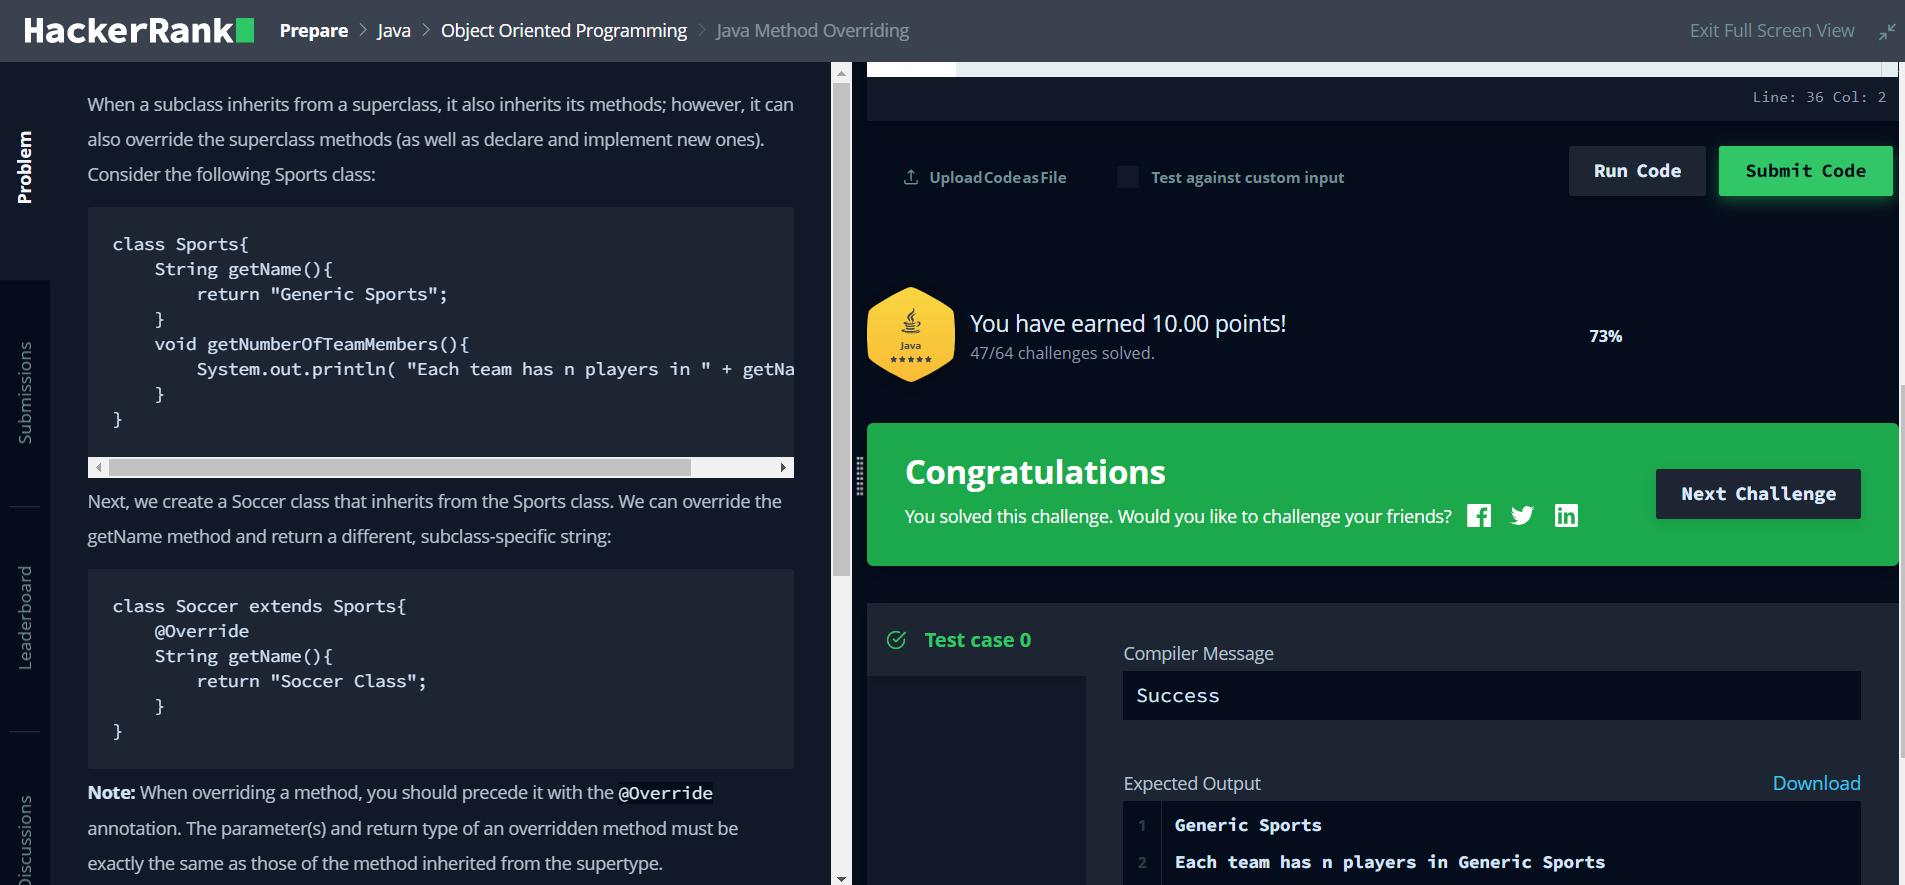 HackerRank Prepare > Java > Object Oriented Programming > Java Method Overriding Exit Full Screen View
Problem
Submissions
Leaderboard
Discussions
When a subclass inherits from a superclass, it also inherits its methods; however, it can
also override the superclass methods (as well as declare and implement new ones).
Consider the following Sports class:
class Sports{
    String getName(){
        return "Generic Sports";
    }
    void getNumberOfTeamMembers(){
        System.out.println( "Each team has n players in " + getNa
    }
}
Next, we create a Soccer class that inherits from the Sports class. We can override the
getName method and return a different, subclass-specific string:
class Soccer extends Sports{
    @Override
    String getName(){
        return "Soccer Class";
    }
}
Note: When overriding a method, you should precede it with the @Override
annotation. The parameter(s) and return type of an overridden method must be
exactly the same as those of the method inherited from the supertype.
Line: 36 Col: 2
Upload Code as File Test against custom input Run Code Submit Code
Java
You have earned 10.00 points!
47/64 challenges solved.
73%
Congratulations
You solved this challenge. Would you like to challenge your friends?
Next Challenge
Test case 0
Compiler Message
Success
Expected Output Download
1 Generic Sports
2 Each team has n players in Generic Sports